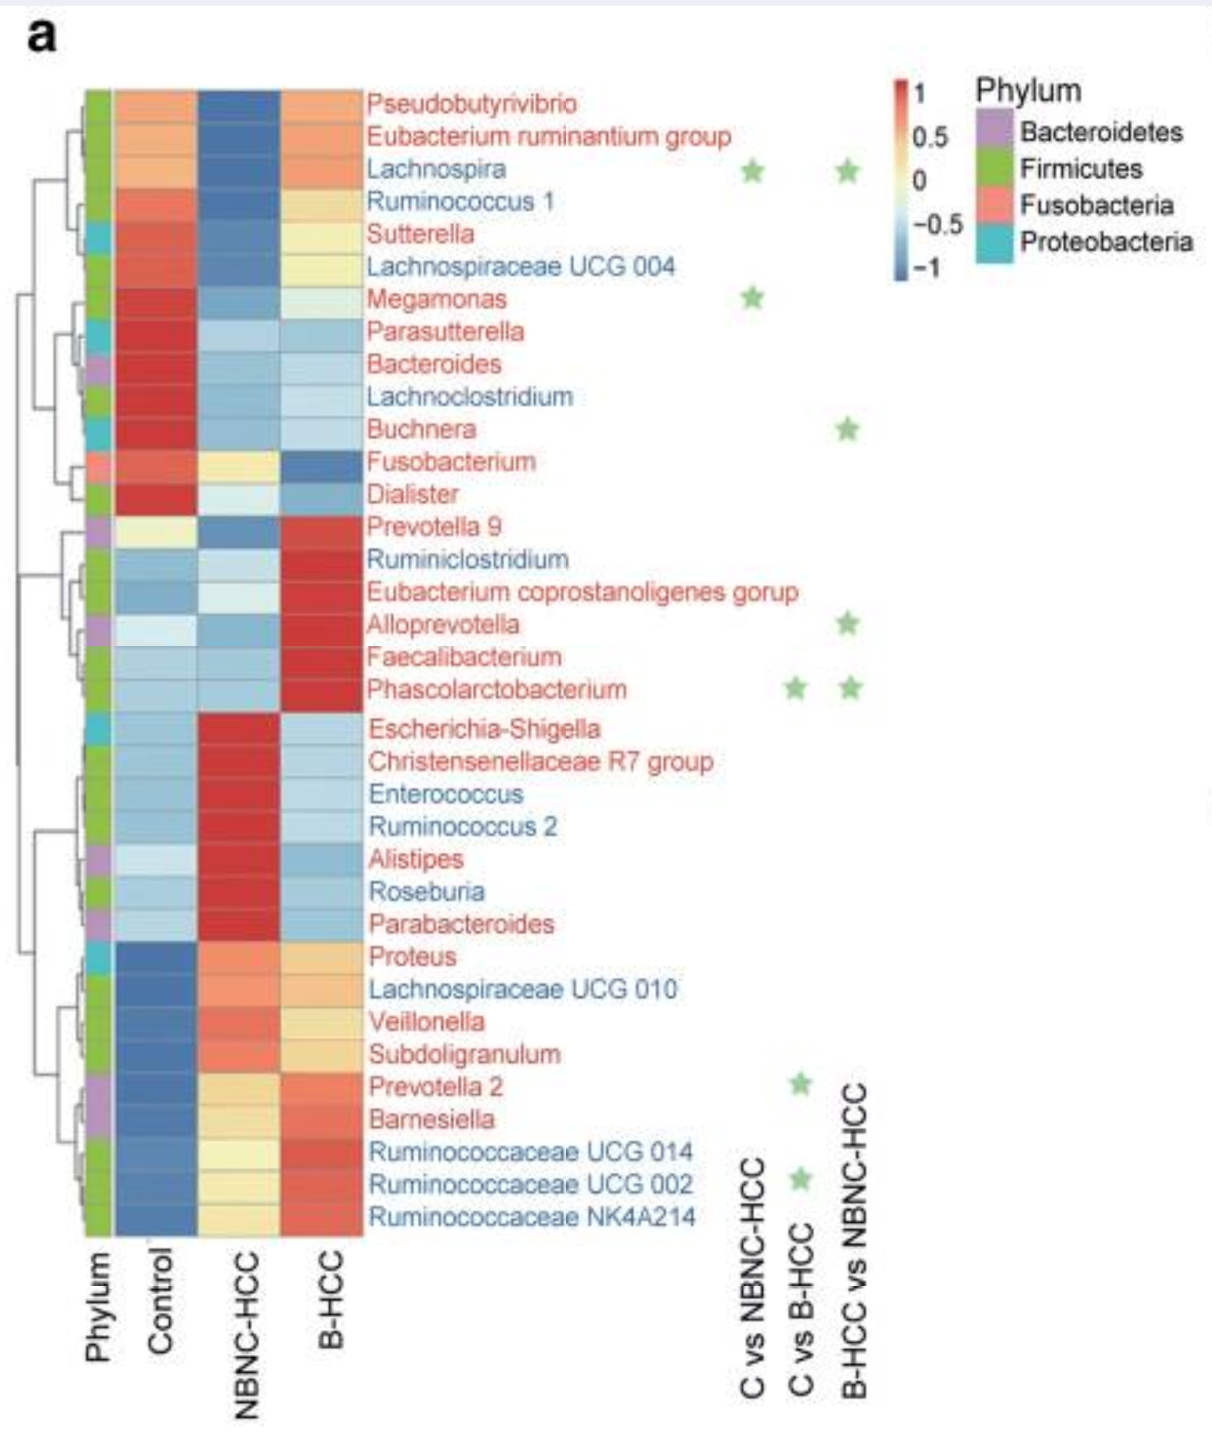 a
Pseudobutyrivibrio
Eubacterium ruminantium group
Lachnospira
Ruminococcus 1
Sutterella
Lachnospiraceae UCG 004
Megamonas
Parasutterella
Bacteroides
Lachnoclostridium
Buchnera
Fusobacterium
Dialister
Prevotella 9
Ruminiclostridium
Eubacterium coprostanoligenes gorup
Alloprevotella
Faecalibacterium
Phascolarctobacterium
Escherichia-Shigella
Christensenellaceae R7 group
Enterococcus
Ruminococcus 2
Alistipes
Roseburia
Parabacteroides
Proteus
Lachnospiraceae UCG 010
Veillonella
Subdoligranulum
Prevotella 2
Barnesiella
Ruminococcaceae UCG 014
Ruminococcaceae UCG 002
Ruminococcaceae NK4A214
1
0.5
0
−0.5
−1
Phylum
Bacteroidetes
Firmicutes
Fusobacteria
Proteobacteria
Phylum
Control
NBNC-HCC
B-HCC
C vs NBNC-HCC
C vs B-HCC
B-HCC vs NBNC-HCC